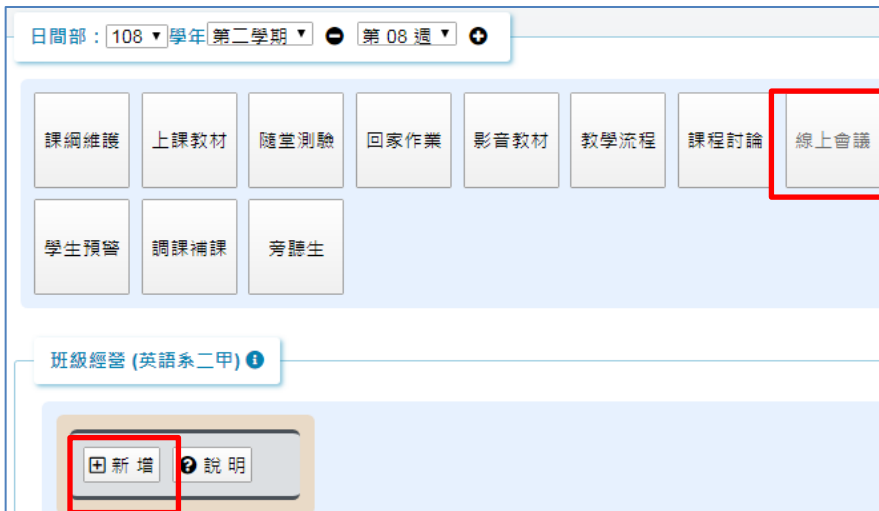 日間部：108 學年 第二學期 第 08 週
課綱維護 上課教材 隨堂測驗 回家作業 影音教材 教學流程 課程討論 線上會議
學生預警 調課補課 旁聽生
班級經營 (英語系二甲)
新 增 說 明